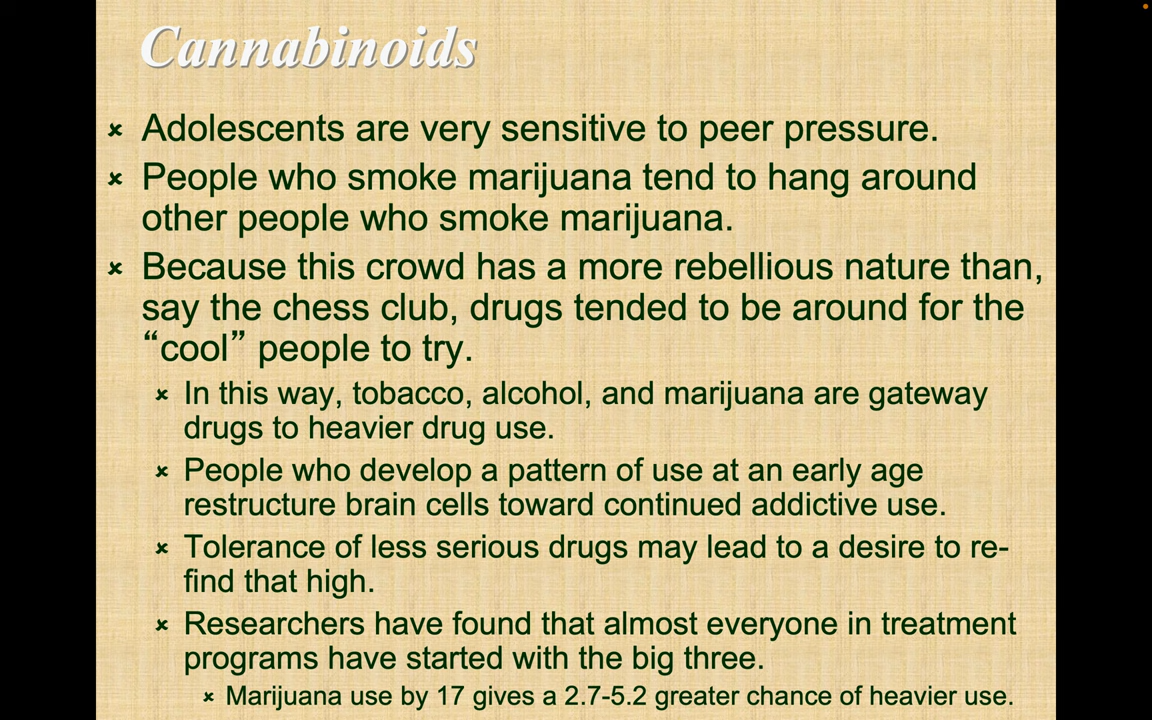 Cannabinoids
Adolescents are very sensitive to peer pressure.
People who smoke marijuana tend to hang around
other people who smoke marijuana.
Because this crowd has a more rebellious nature than,
say the chess club, drugs tended to be around for the
“cool” people to try.
In this way, tobacco, alcohol, and marijuana are gateway
drugs to heavier drug use.
People who develop a pattern of use at an early age
restructure brain cells toward continued addictive use.
Tolerance of less serious drugs may lead to a desire to re-
find that high.
Researchers have found that almost everyone in treatment
programs have started with the big three.
Marijuana use by 17 gives a 2.7-5.2 greater chance of heavier use.